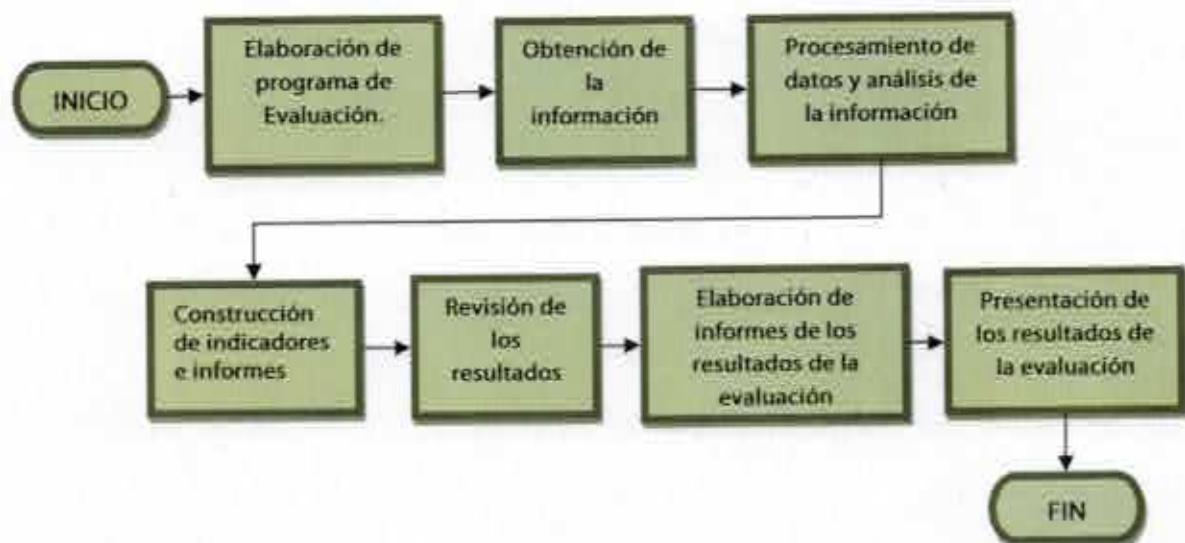 INICIO
Elaboración de
programa de
Evaluación.
Obtención de
la
información
Procesamiento de
datos y análisis de
la información
Construcción
de indicadores
e informes
Revisión de
los
resultados
Elaboración de
informes de los
resultados de la
evaluación
Presentación de
los resultados de
la evaluación
FIN